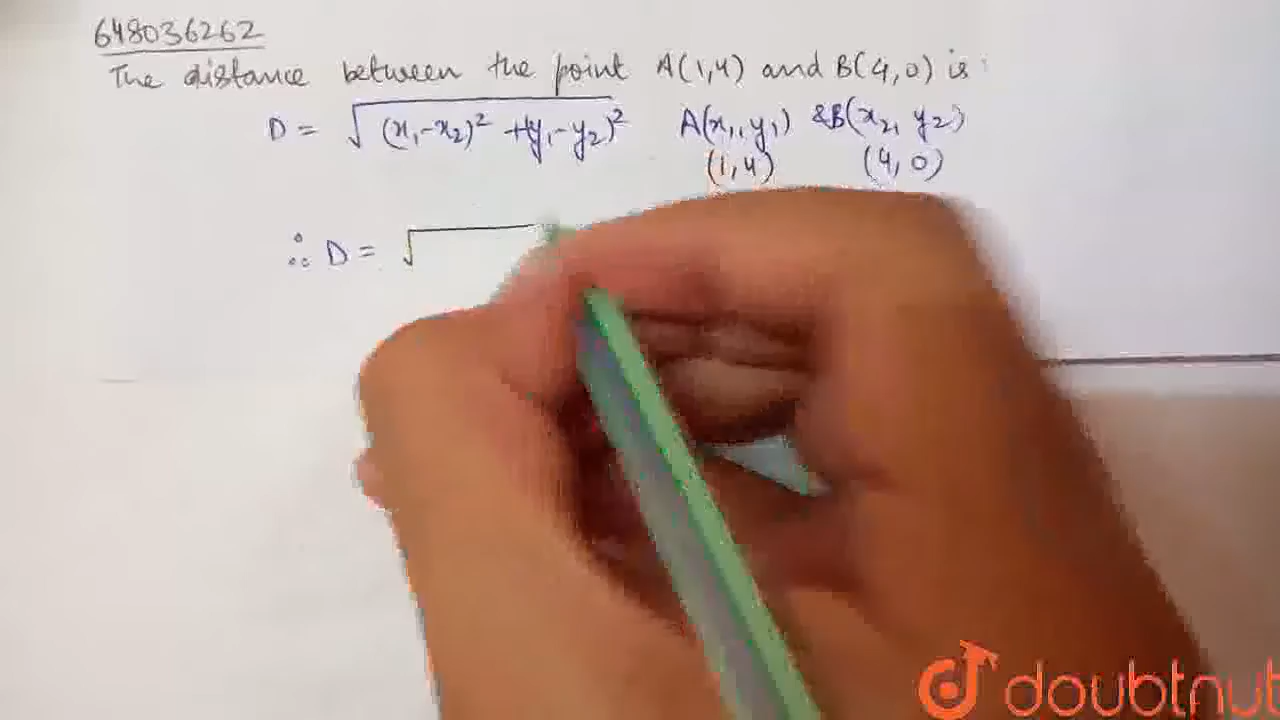 648036262
The distance between the point A(1,4) and B(4,0) is:
D = √(x₁-x₂)² + (y₁-y₂)² A(x₁,y₁) & B(x₂, y₂)
(1,4) (4,0)
∴ D = √
doubtnut